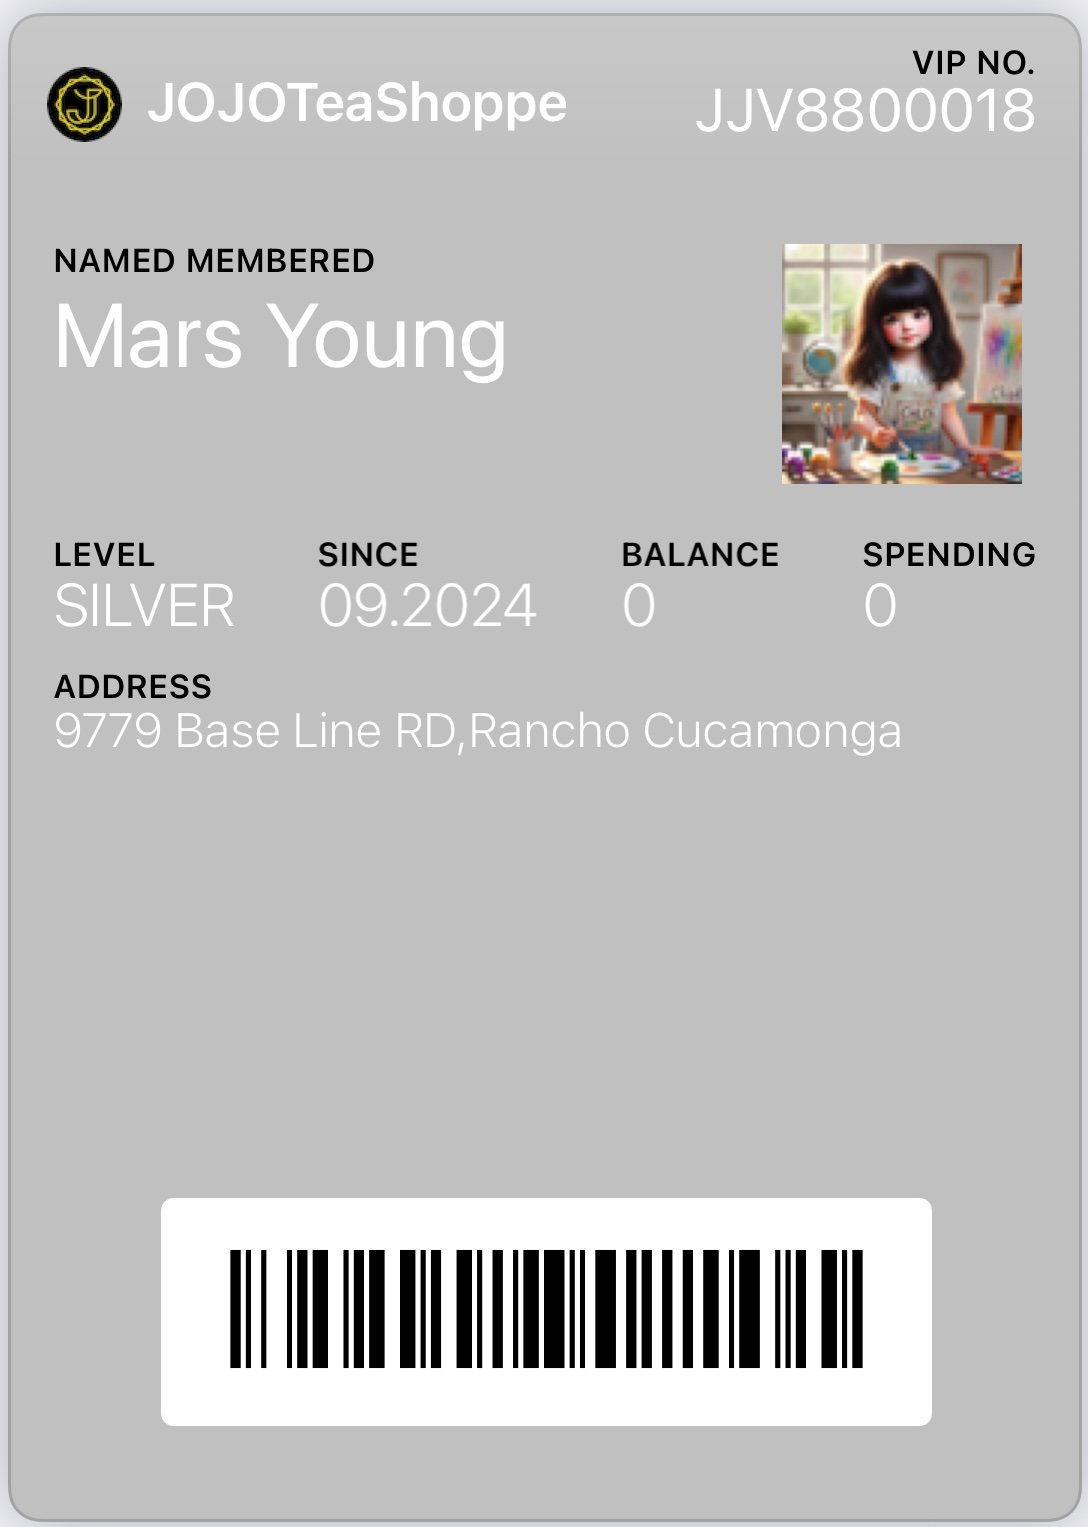 JOJOTeaShoppe
VIP NO.
JJV8800018
NAMED MEMBERED
Mars Young
LEVEL SINCE BALANCE SPENDING
SILVER 09.2024 0 0
ADDRESS
9779 Base Line RD,Rancho Cucamonga